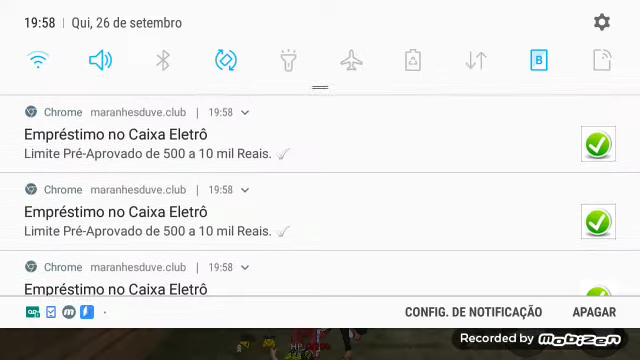 19:58 | Qui, 26 de setembro
B
Chrome maranhesduve.club | 19:58
Empréstimo no Caixa Eletrô
Limite Pré-Aprovado de 500 a 10 mil Reais.
Chrome maranhesduve.club | 19:58
Empréstimo no Caixa Eletrô
Limite Pré-Aprovado de 500 a 10 mil Reais.
Chrome maranhesduve.club | 19:58
Empréstimo no Caixa Eletrô
CONFIG. DE NOTIFICAÇÃO APAGAR
Recorded by MOBIZEN